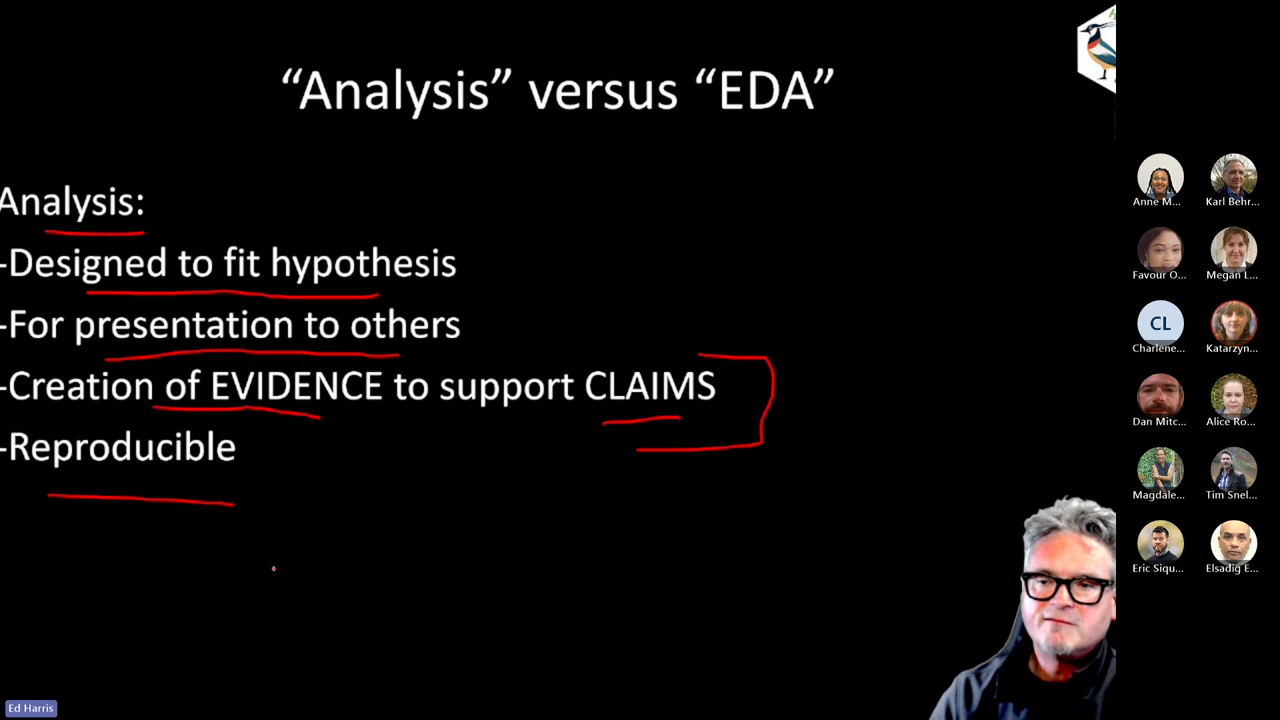 “Analysis” versus “EDA”
Analysis:
-Designed to fit hypothesis
-For presentation to others
-Creation of EVIDENCE to support CLAIMS
-Reproducible
Anne M...
Karl Behr...
Favour O...
Megan L...
CL
Charlene...
Katarzyn...
Dan Mitc...
Alice Ro...
Magdale...
Tim Snel...
Eric Siqu...
Elsadig E...
Ed Harris